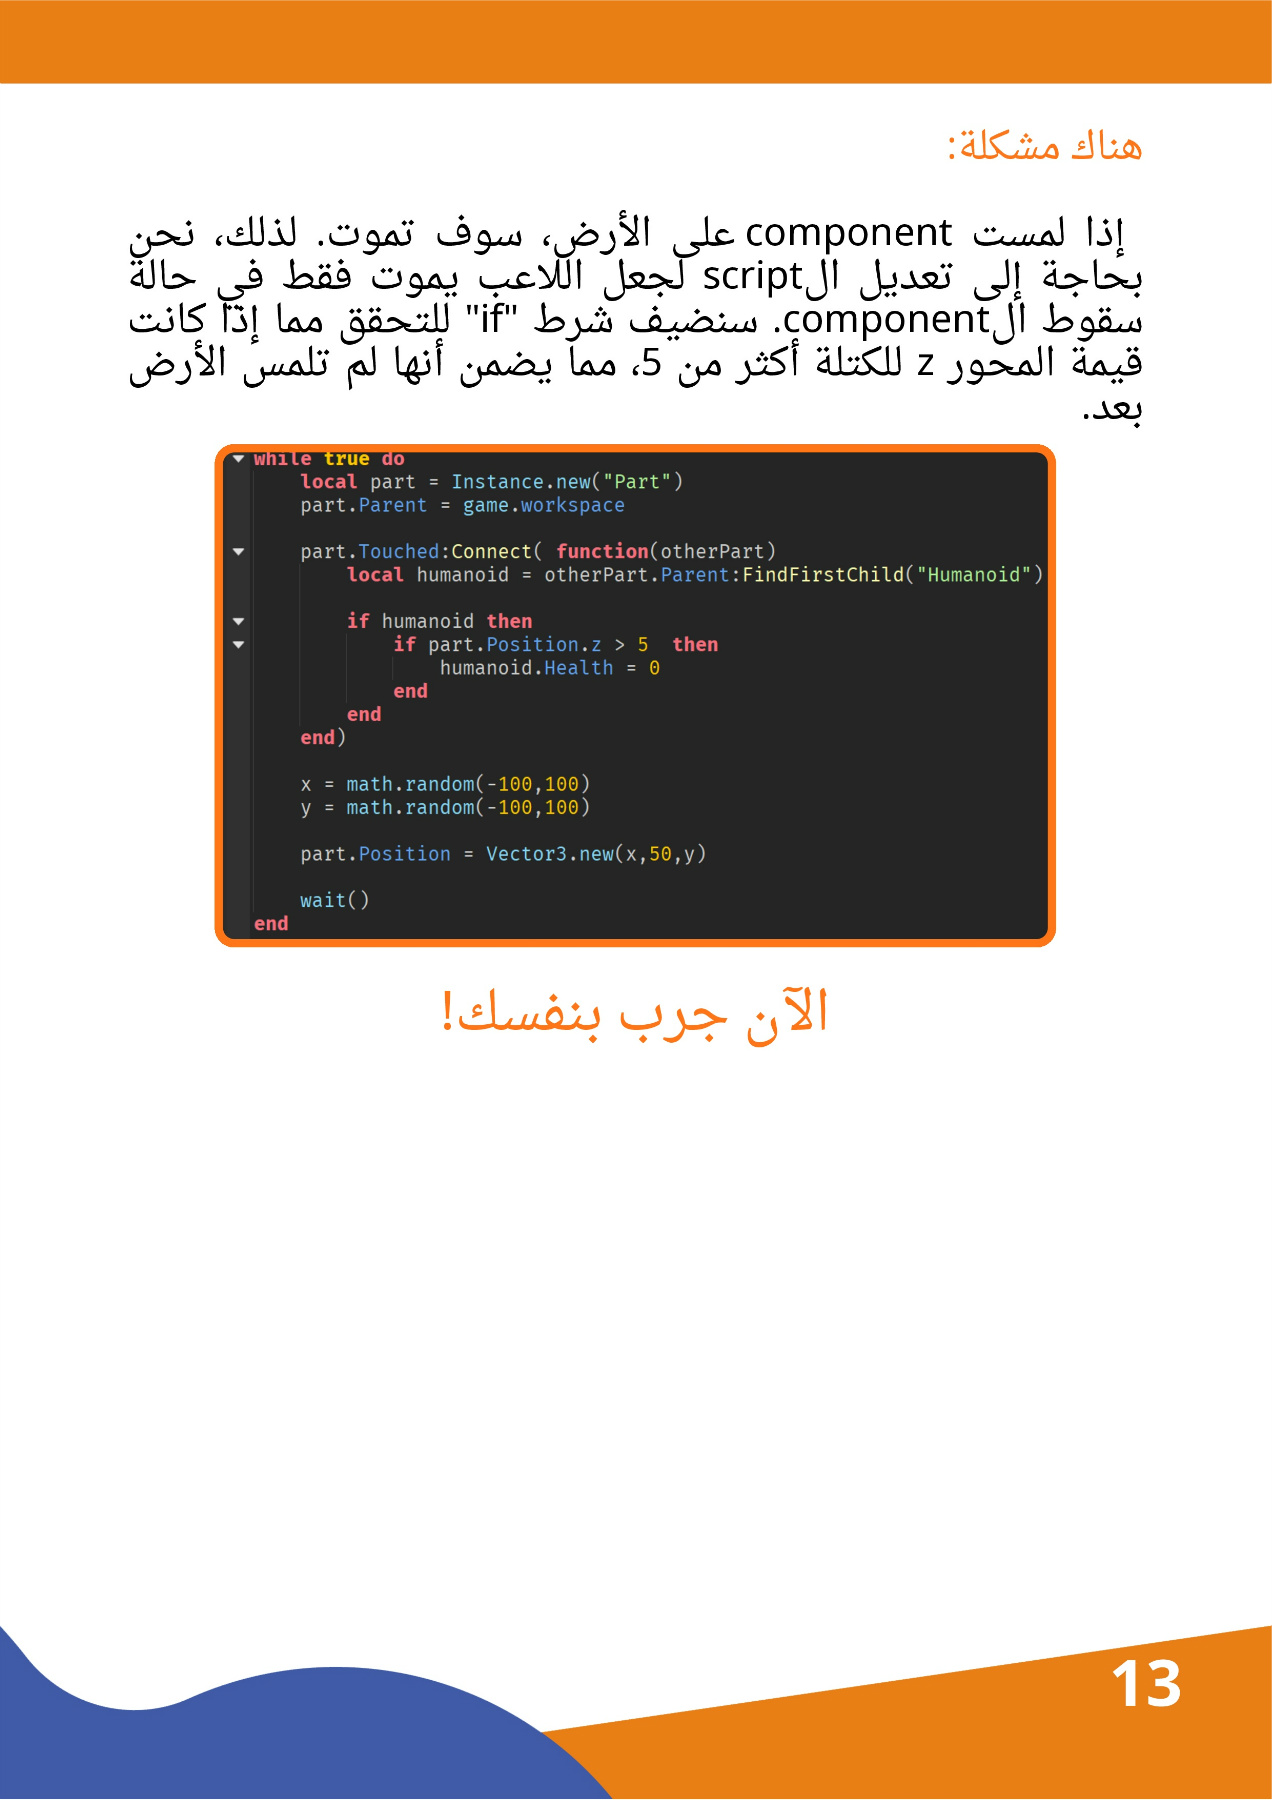 هناك مشكلة:
إذا لمست component على الأرض، سوف تموت. لذلك، نحن
بحاجة إلى تعديل الscript لجعل اللاعب يموت فقط في حالة
سقوط الcomponent. سنضيف شرط "if" للتحقق مما إذا كانت
قيمة المحور z للكتلة أكثر من 5، مما يضمن أنها لم تلمس الأرض
بعد.
while true do
    local part = Instance.new("Part")
    part.Parent = game.workspace
    part.Touched:Connect( function(otherPart)
        local humanoid = otherPart.Parent:FindFirstChild("Humanoid")
        if humanoid then
            if part.Position.z > 5  then
                humanoid.Health = 0
            end
        end
    end)
    x = math.random(-100,100)
    y = math.random(-100,100)
    part.Position = Vector3.new(x,50,y)
    wait()
end
الآن جرب بنفسك!
13